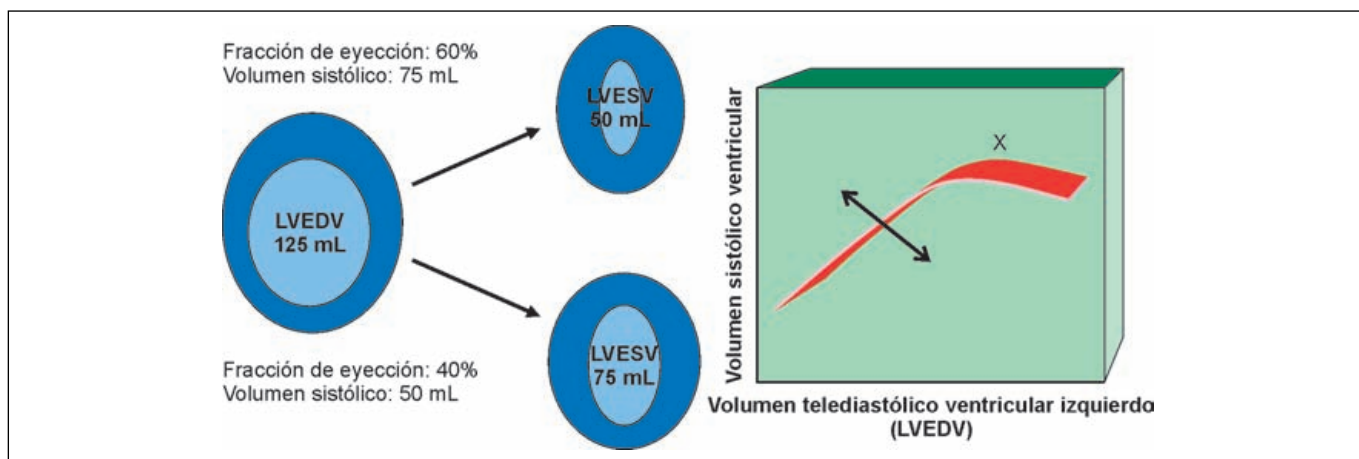 Fracción de eyección: 60%
Volumen sistólico: 75 mL
LVEDV
125 mL
LVESV
50 mL
Fracción de eyección: 40%
Volumen sistólico: 50 mL
LVESV
75 mL
Volumen sistólico ventricular
X
Volumen telediastólico ventricular izquierdo
(LVEDV)